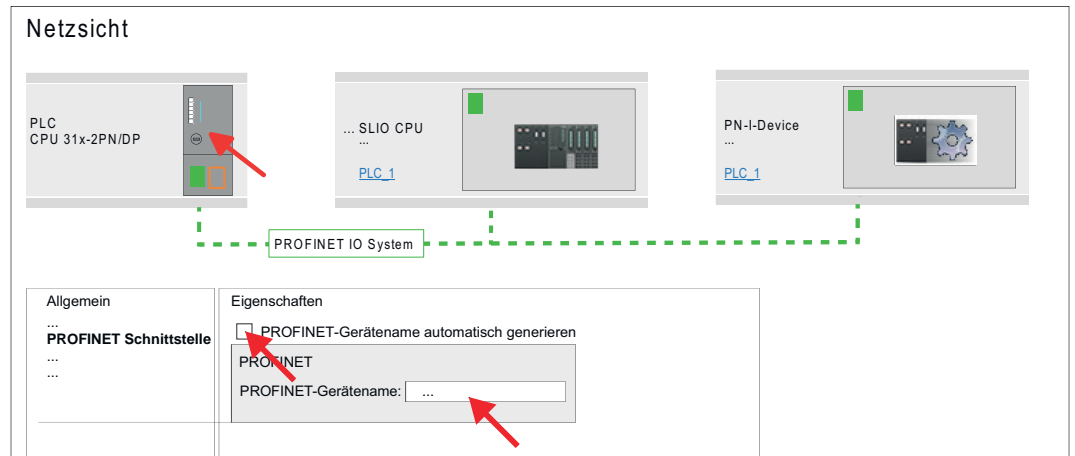 Netzsicht
PLC
CPU 31x-2PN/DP
... SLIO CPU
...
PLC_1
PN-I-Device
...
PLC_1
PROFINET IO System
Allgemein
...
PROFINET Schnittstelle
...
...
Eigenschaften
PROFINET-Gerätename automatisch generieren
PROFINET
PROFINET-Gerätename: ...